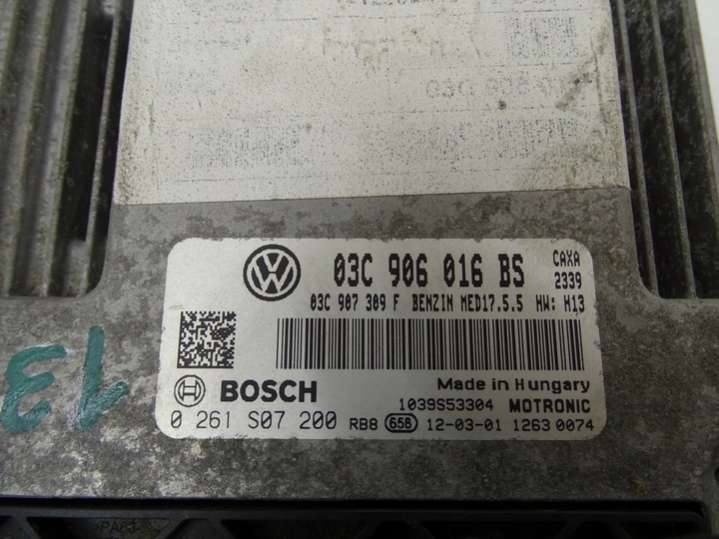 03C 906 016 BS CAXA
2339
03C 907 309 F BENZIN MED17.5.5 HW: H13
BOSCH
Made in Hungary
1039S53304 MOTRONIC
0 261 S07 200 RB8 65B 12-03-01 1263 0074
13